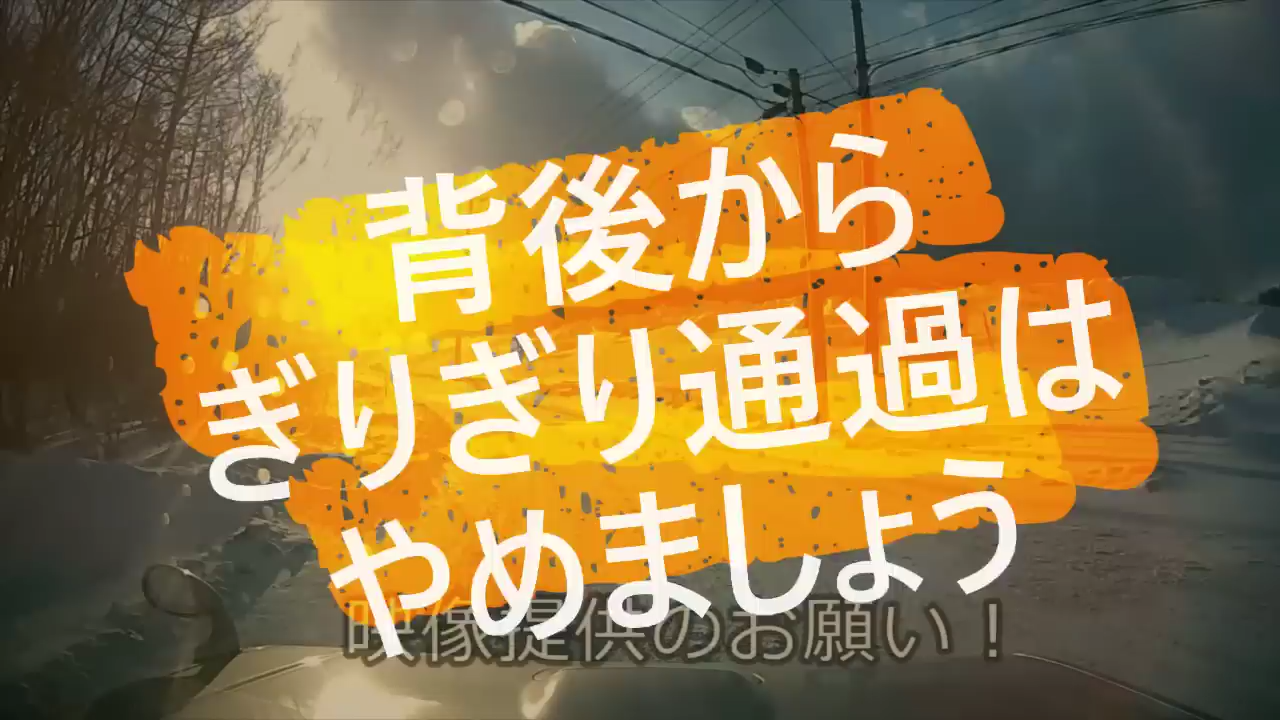 背後から
ぎりぎり通過は
やめましょう
映像提供のお願い！